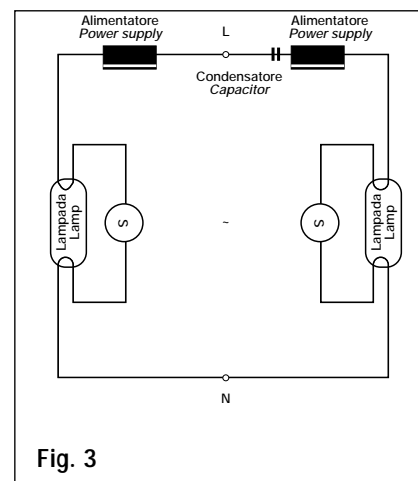 Alimentatore
Power supply
L
Alimentatore
Power supply
Condensatore
Capacitor
Lampada
Lamp
S
~
S
Lampada
Lamp
N
Fig. 3